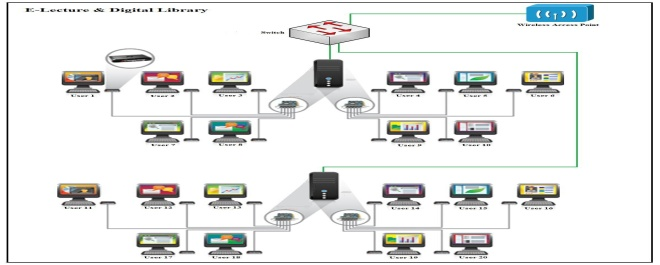 E-Lecture & Digital Library
Wireless Access Point
Switch
User 1
User 2
User 3
User 4
User 5
User 6
User 7
User 8
User 9
User 10
User 11
User 12
User 13
User 14
User 15
User 16
User 17
User 18
User 19
User 20